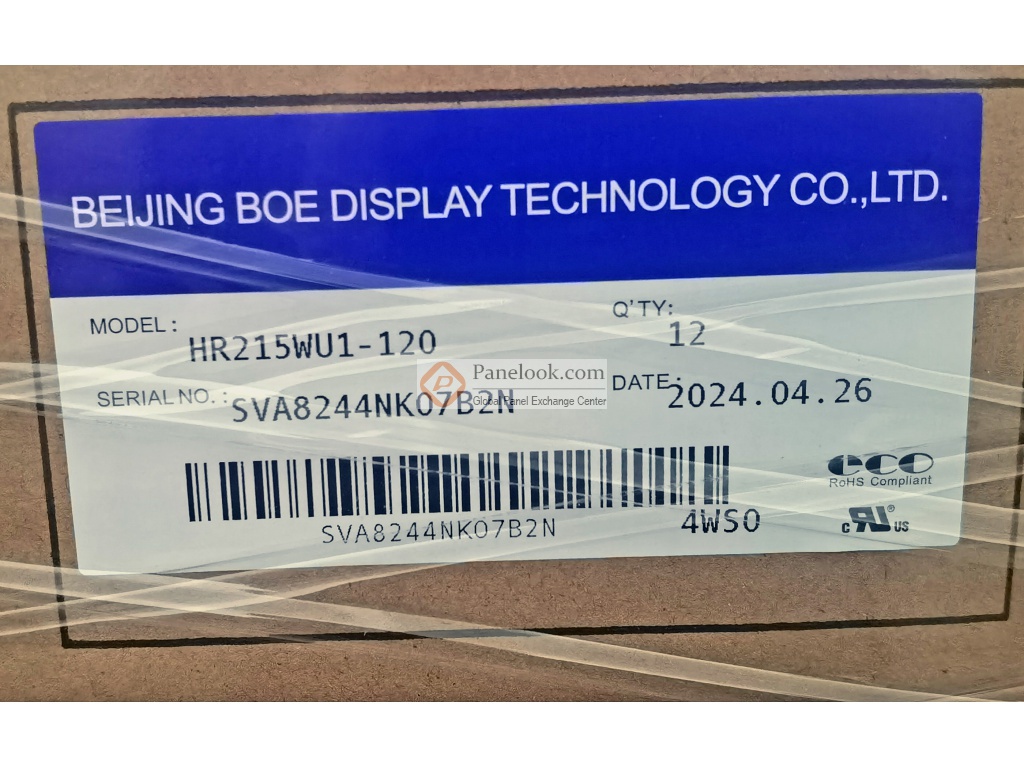 BEIJING BOE DISPLAY TECHNOLOGY CO.,LTD.
MODEL: HR215WU1-120
Q'TY: 12
SERIAL NO.: SVA8244NK07B2N
DATE: 2024.04.26
Panelook.com
Global Panel Exchange Center
SVA8244NK07B2N
4WS0
eco
RoHS Compliant
c RU® US